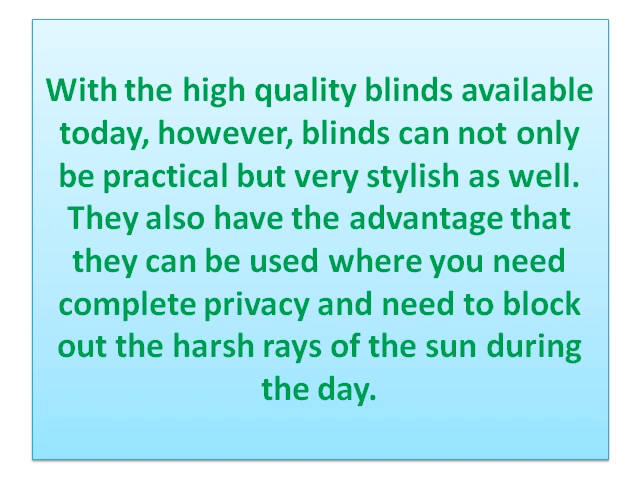 With the high quality blinds available
today, however, blinds can not only
be practical but very stylish as well.
They also have the advantage that
they can be used where you need
complete privacy and need to block
out the harsh rays of the sun during
the day.